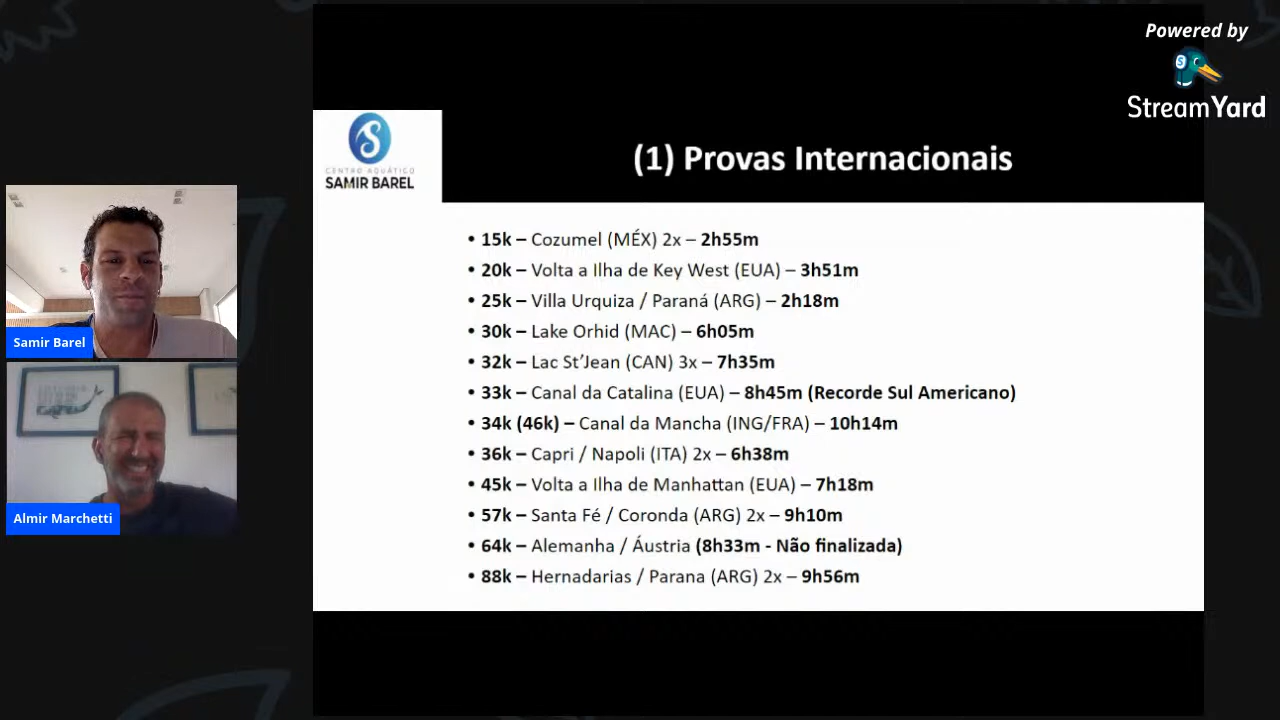 Powered by
StreamYard
CENTRO AQUÁTICO
SAMIR BAREL
(1) Provas Internacionais
• 15k – Cozumel (MÉX) 2x – 2h55m
• 20k – Volta a Ilha de Key West (EUA) – 3h51m
• 25k – Villa Urquiza / Paraná (ARG) – 2h18m
• 30k – Lake Orhid (MAC) – 6h05m
• 32k – Lac St’Jean (CAN) 3x – 7h35m
• 33k – Canal da Catalina (EUA) – 8h45m (Recorde Sul Americano)
• 34k (46k) – Canal da Mancha (ING/FRA) – 10h14m
• 36k – Capri / Napoli (ITA) 2x – 6h38m
• 45k – Volta a Ilha de Manhattan (EUA) – 7h18m
• 57k – Santa Fé / Coronda (ARG) 2x – 9h10m
• 64k – Alemanha / Áustria (8h33m - Não finalizada)
• 88k – Hernadarias / Parana (ARG) 2x – 9h56m
Samir Barel
Almir Marchetti